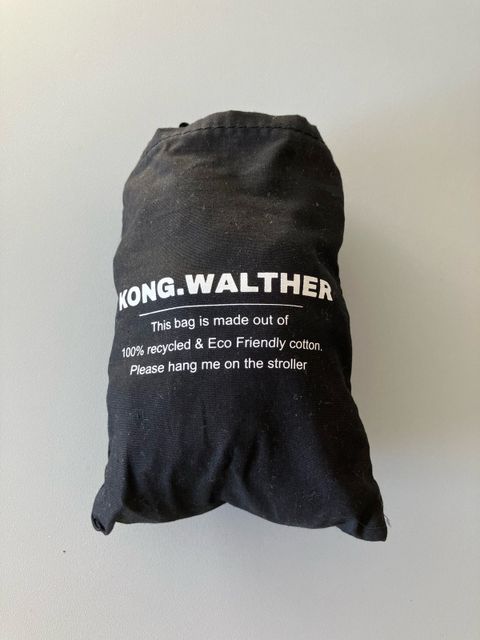 KONG.WALTHER
This bag is made out of
100% recycled & Eco Friendly cotton.
Please hang me on the stroller